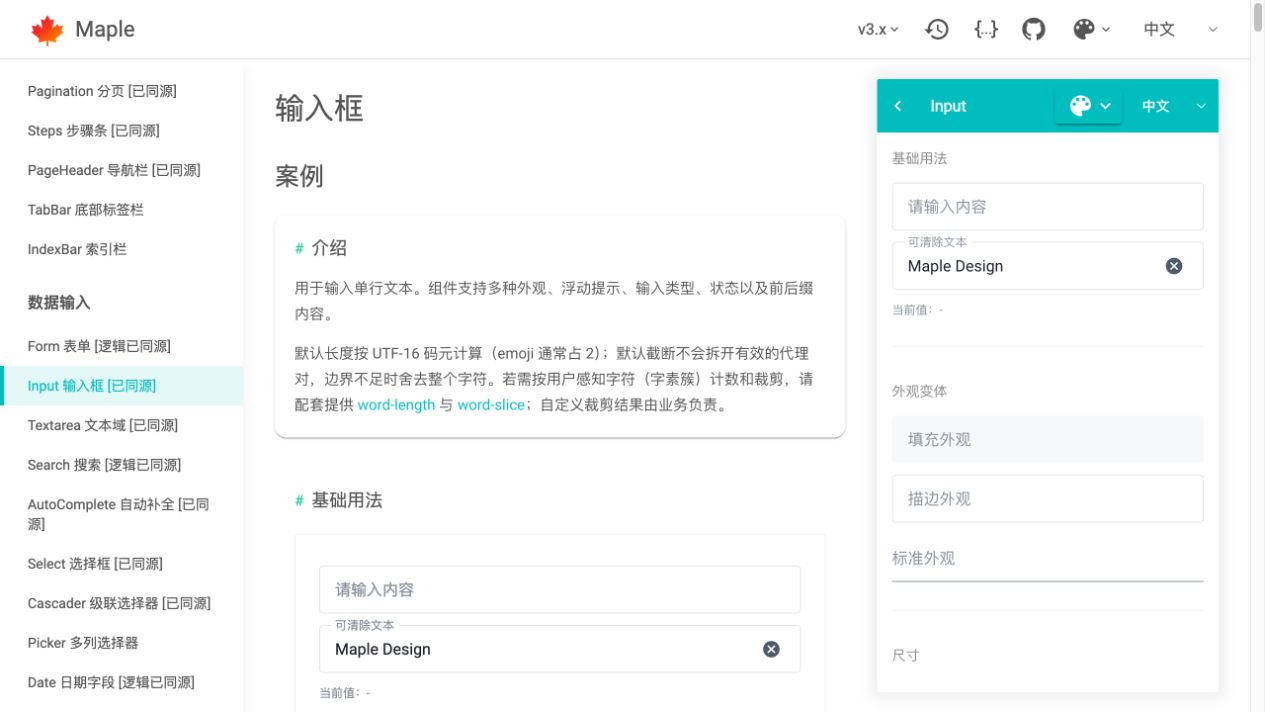 Maple
v3.x
{...}
中文
Pagination 分页 [已同源]
Steps 步骤条 [已同源]
PageHeader 导航栏 [已同源]
TabBar 底部标签栏
IndexBar 索引栏
数据输入
Form 表单 [逻辑已同源]
Input 输入框 [已同源]
Textarea 文本域 [已同源]
Search 搜索 [逻辑已同源]
AutoComplete 自动补全 [已同
源]
Select 选择框 [已同源]
Cascader 级联选择器 [已同源]
Picker 多列选择器
Date 日期字段 [逻辑已同源]
输入框
案例
# 介绍
用于输入单行文本。组件支持多种外观、浮动提示、输入类型、状态以及前后缀
内容。
默认长度按 UTF-16 码元计算（emoji 通常占 2）；默认截断不会拆开有效的代理
对，边界不足时舍去整个字符。若需按用户感知字符（字素簇）计数和裁剪，请
配套提供 word-length 与 word-slice；自定义裁剪结果由业务负责。
# 基础用法
请输入内容
可清除文本
Maple Design
当前值：-
Input
中文
基础用法
请输入内容
可清除文本
Maple Design
当前值：-
外观变体
填充外观
描边外观
标准外观
尺寸